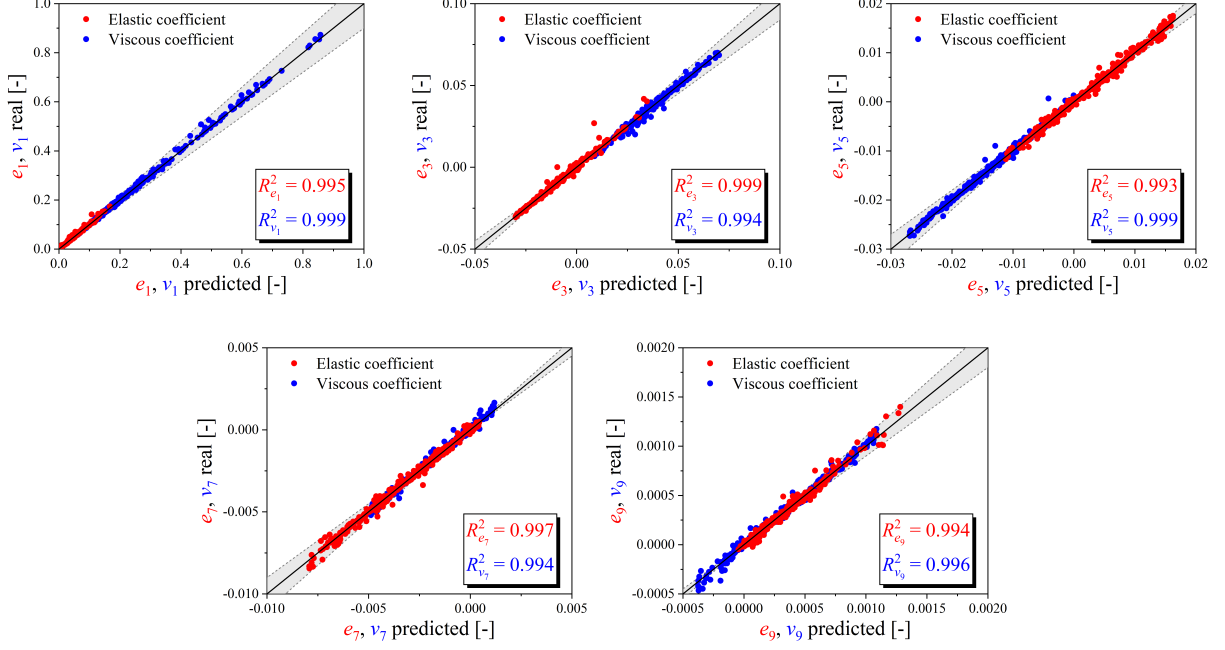 1.0
0.8
0.6
0.4
0.2
0.0
0.0 0.2 0.4 0.6 0.8 1.0
e1, v1 real [-]
e1, v1 predicted [-]
Elastic coefficient
Viscous coefficient
R²e1 = 0.995
R²v1 = 0.999
0.10
0.05
0.00
-0.05
-0.05 0.00 0.05 0.10
e3, v3 real [-]
e3, v3 predicted [-]
Elastic coefficient
Viscous coefficient
R²e3 = 0.999
R²v3 = 0.994
0.02
0.01
0.00
-0.01
-0.02
-0.03
-0.03 -0.02 -0.01 0.00 0.01 0.02
e5, v5 real [-]
e5, v5 predicted [-]
Elastic coefficient
Viscous coefficient
R²e5 = 0.993
R²v5 = 0.999
0.005
0.000
-0.005
-0.010
-0.010 -0.005 0.000 0.005
e7, v7 real [-]
e7, v7 predicted [-]
Elastic coefficient
Viscous coefficient
R²e7 = 0.997
R²v7 = 0.994
0.0020
0.0015
0.0010
0.0005
0.0000
-0.0005
-0.0005 0.0000 0.0005 0.0010 0.0015 0.0020
e9, v9 real [-]
e9, v9 predicted [-]
Elastic coefficient
Viscous coefficient
R²e9 = 0.994
R²v9 = 0.996